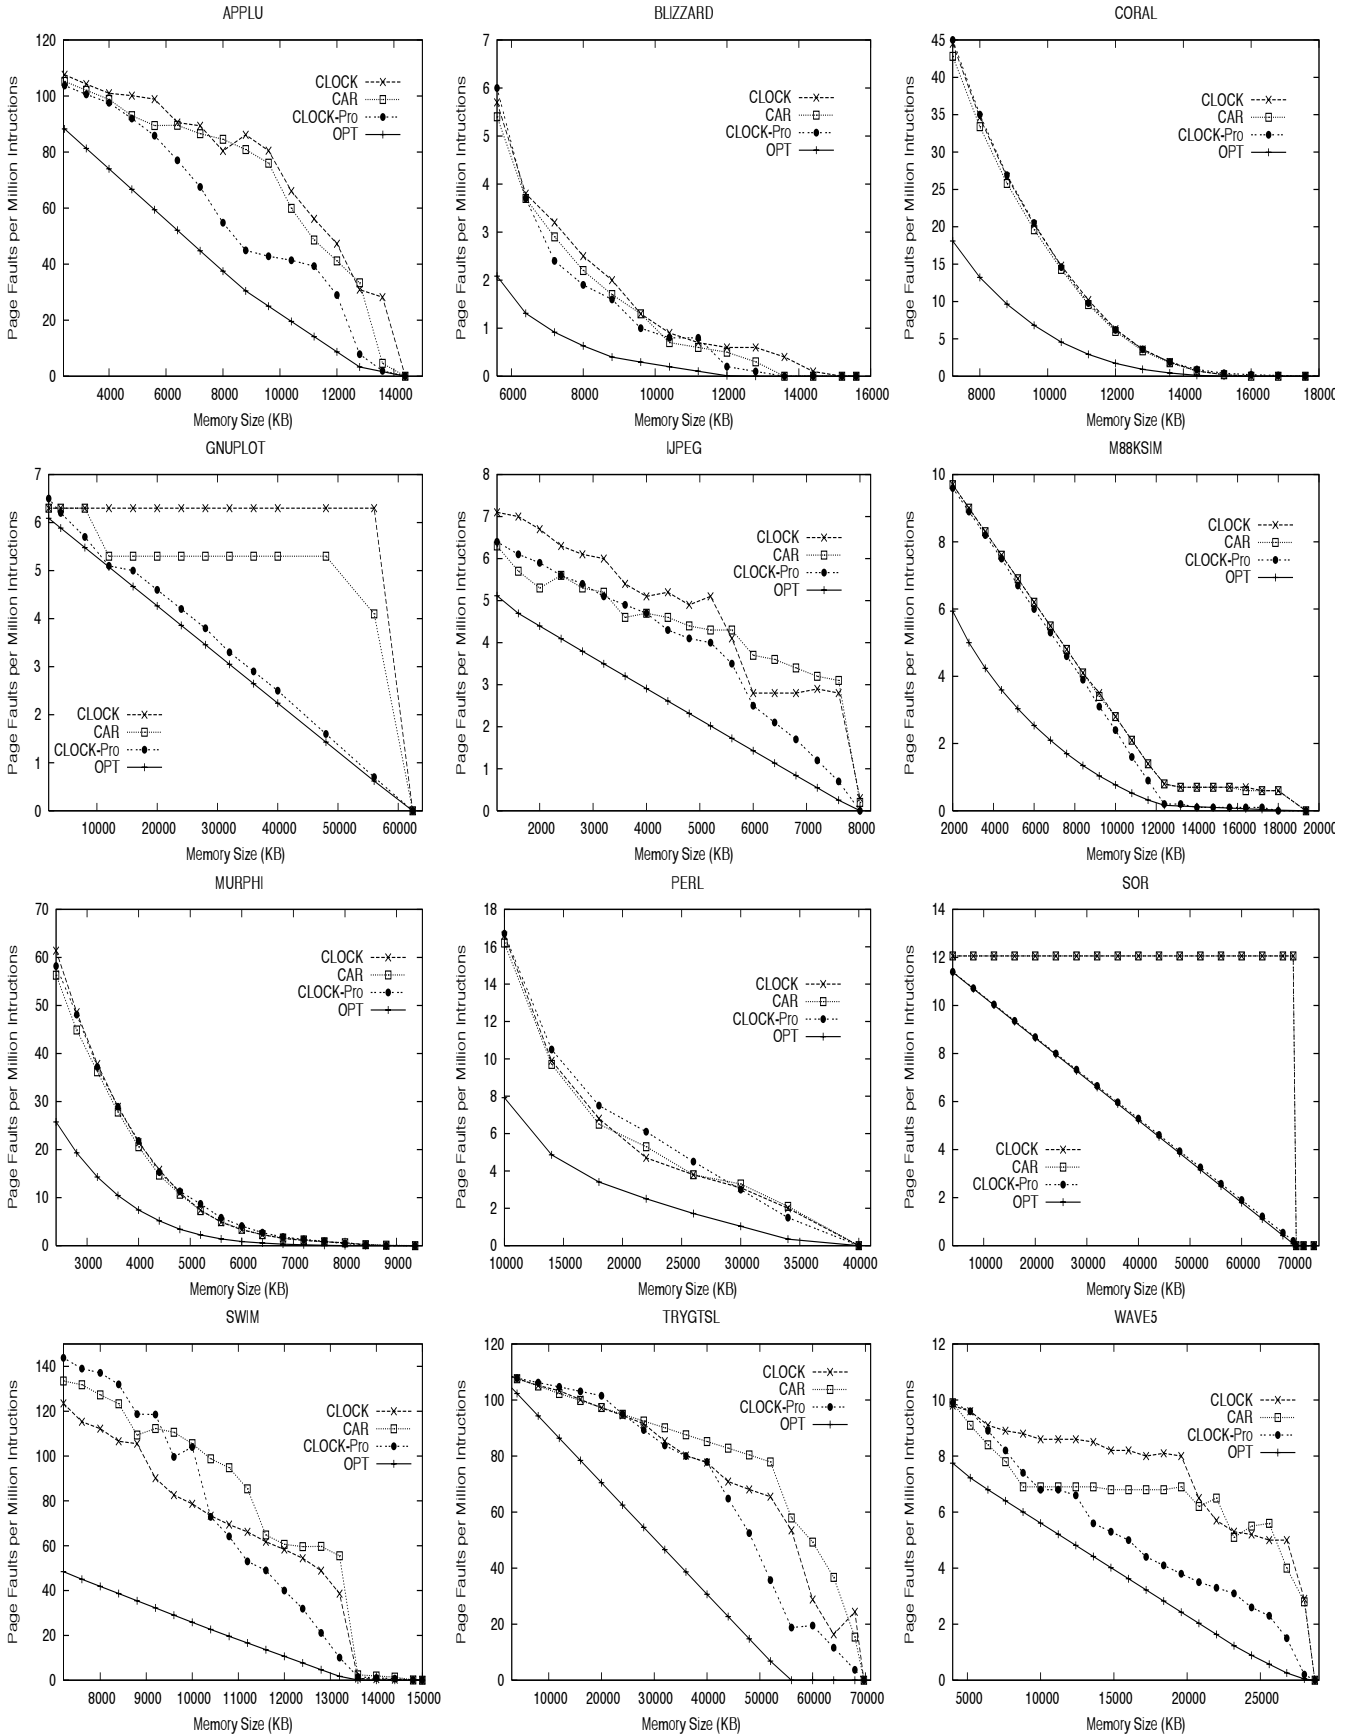 APPLU
120
100
80
60
40
20
0
4000 6000 8000 10000 12000 14000
Page Faults per Million Intructions
Memory Size (KB)
CLOCK
CAR
CLOCK-Pro
OPT
BLIZZARD
7
6
5
4
3
2
1
0
6000 8000 10000 12000 14000 16000
Page Faults per Million Intructions
Memory Size (KB)
CLOCK
CAR
CLOCK-Pro
OPT
CORAL
45
40
35
30
25
20
15
10
5
0
8000 10000 12000 14000 16000 18000
Page Faults per Million Intructions
Memory Size (KB)
CLOCK
CAR
CLOCK-Pro
OPT
GNUPLOT
7
6
5
4
3
2
1
0
10000 20000 30000 40000 50000 60000
Page Faults per Million Intructions
Memory Size (KB)
CLOCK
CAR
CLOCK-Pro
OPT
IJPEG
8
7
6
5
4
3
2
1
0
2000 3000 4000 5000 6000 7000 8000
Page Faults per Million Intructions
Memory Size (KB)
CLOCK
CAR
CLOCK-Pro
OPT
M88KSIM
10
8
6
4
2
0
2000 4000 6000 8000 10000 12000 14000 16000 18000 20000
Page Faults per Million Intructions
Memory Size (KB)
CLOCK
CAR
CLOCK-Pro
OPT
MURPHI
70
60
50
40
30
20
10
0
3000 4000 5000 6000 7000 8000 9000
Page Faults per Million Intructions
Memory Size (KB)
CLOCK
CAR
CLOCK-Pro
OPT
PERL
18
16
14
12
10
8
6
4
2
0
10000 15000 20000 25000 30000 35000 40000
Page Faults per Million Intructions
Memory Size (KB)
CLOCK
CAR
CLOCK-Pro
OPT
SOR
14
12
10
8
6
4
2
0
10000 20000 30000 40000 50000 60000 70000
Page Faults per Million Intructions
Memory Size (KB)
CLOCK
CAR
CLOCK-Pro
OPT
SWIM
140
120
100
80
60
40
20
0
8000 9000 10000 11000 12000 13000 14000 15000
Page Faults per Million Intructions
Memory Size (KB)
CLOCK
CAR
CLOCK-Pro
OPT
TRYGTSL
120
100
80
60
40
20
0
10000 20000 30000 40000 50000 60000 70000
Page Faults per Million Intructions
Memory Size (KB)
CLOCK
CAR
CLOCK-Pro
OPT
WAVE5
12
10
8
6
4
2
0
5000 10000 15000 20000 25000
Page Faults per Million Intructions
Memory Size (KB)
CLOCK
CAR
CLOCK-Pro
OPT